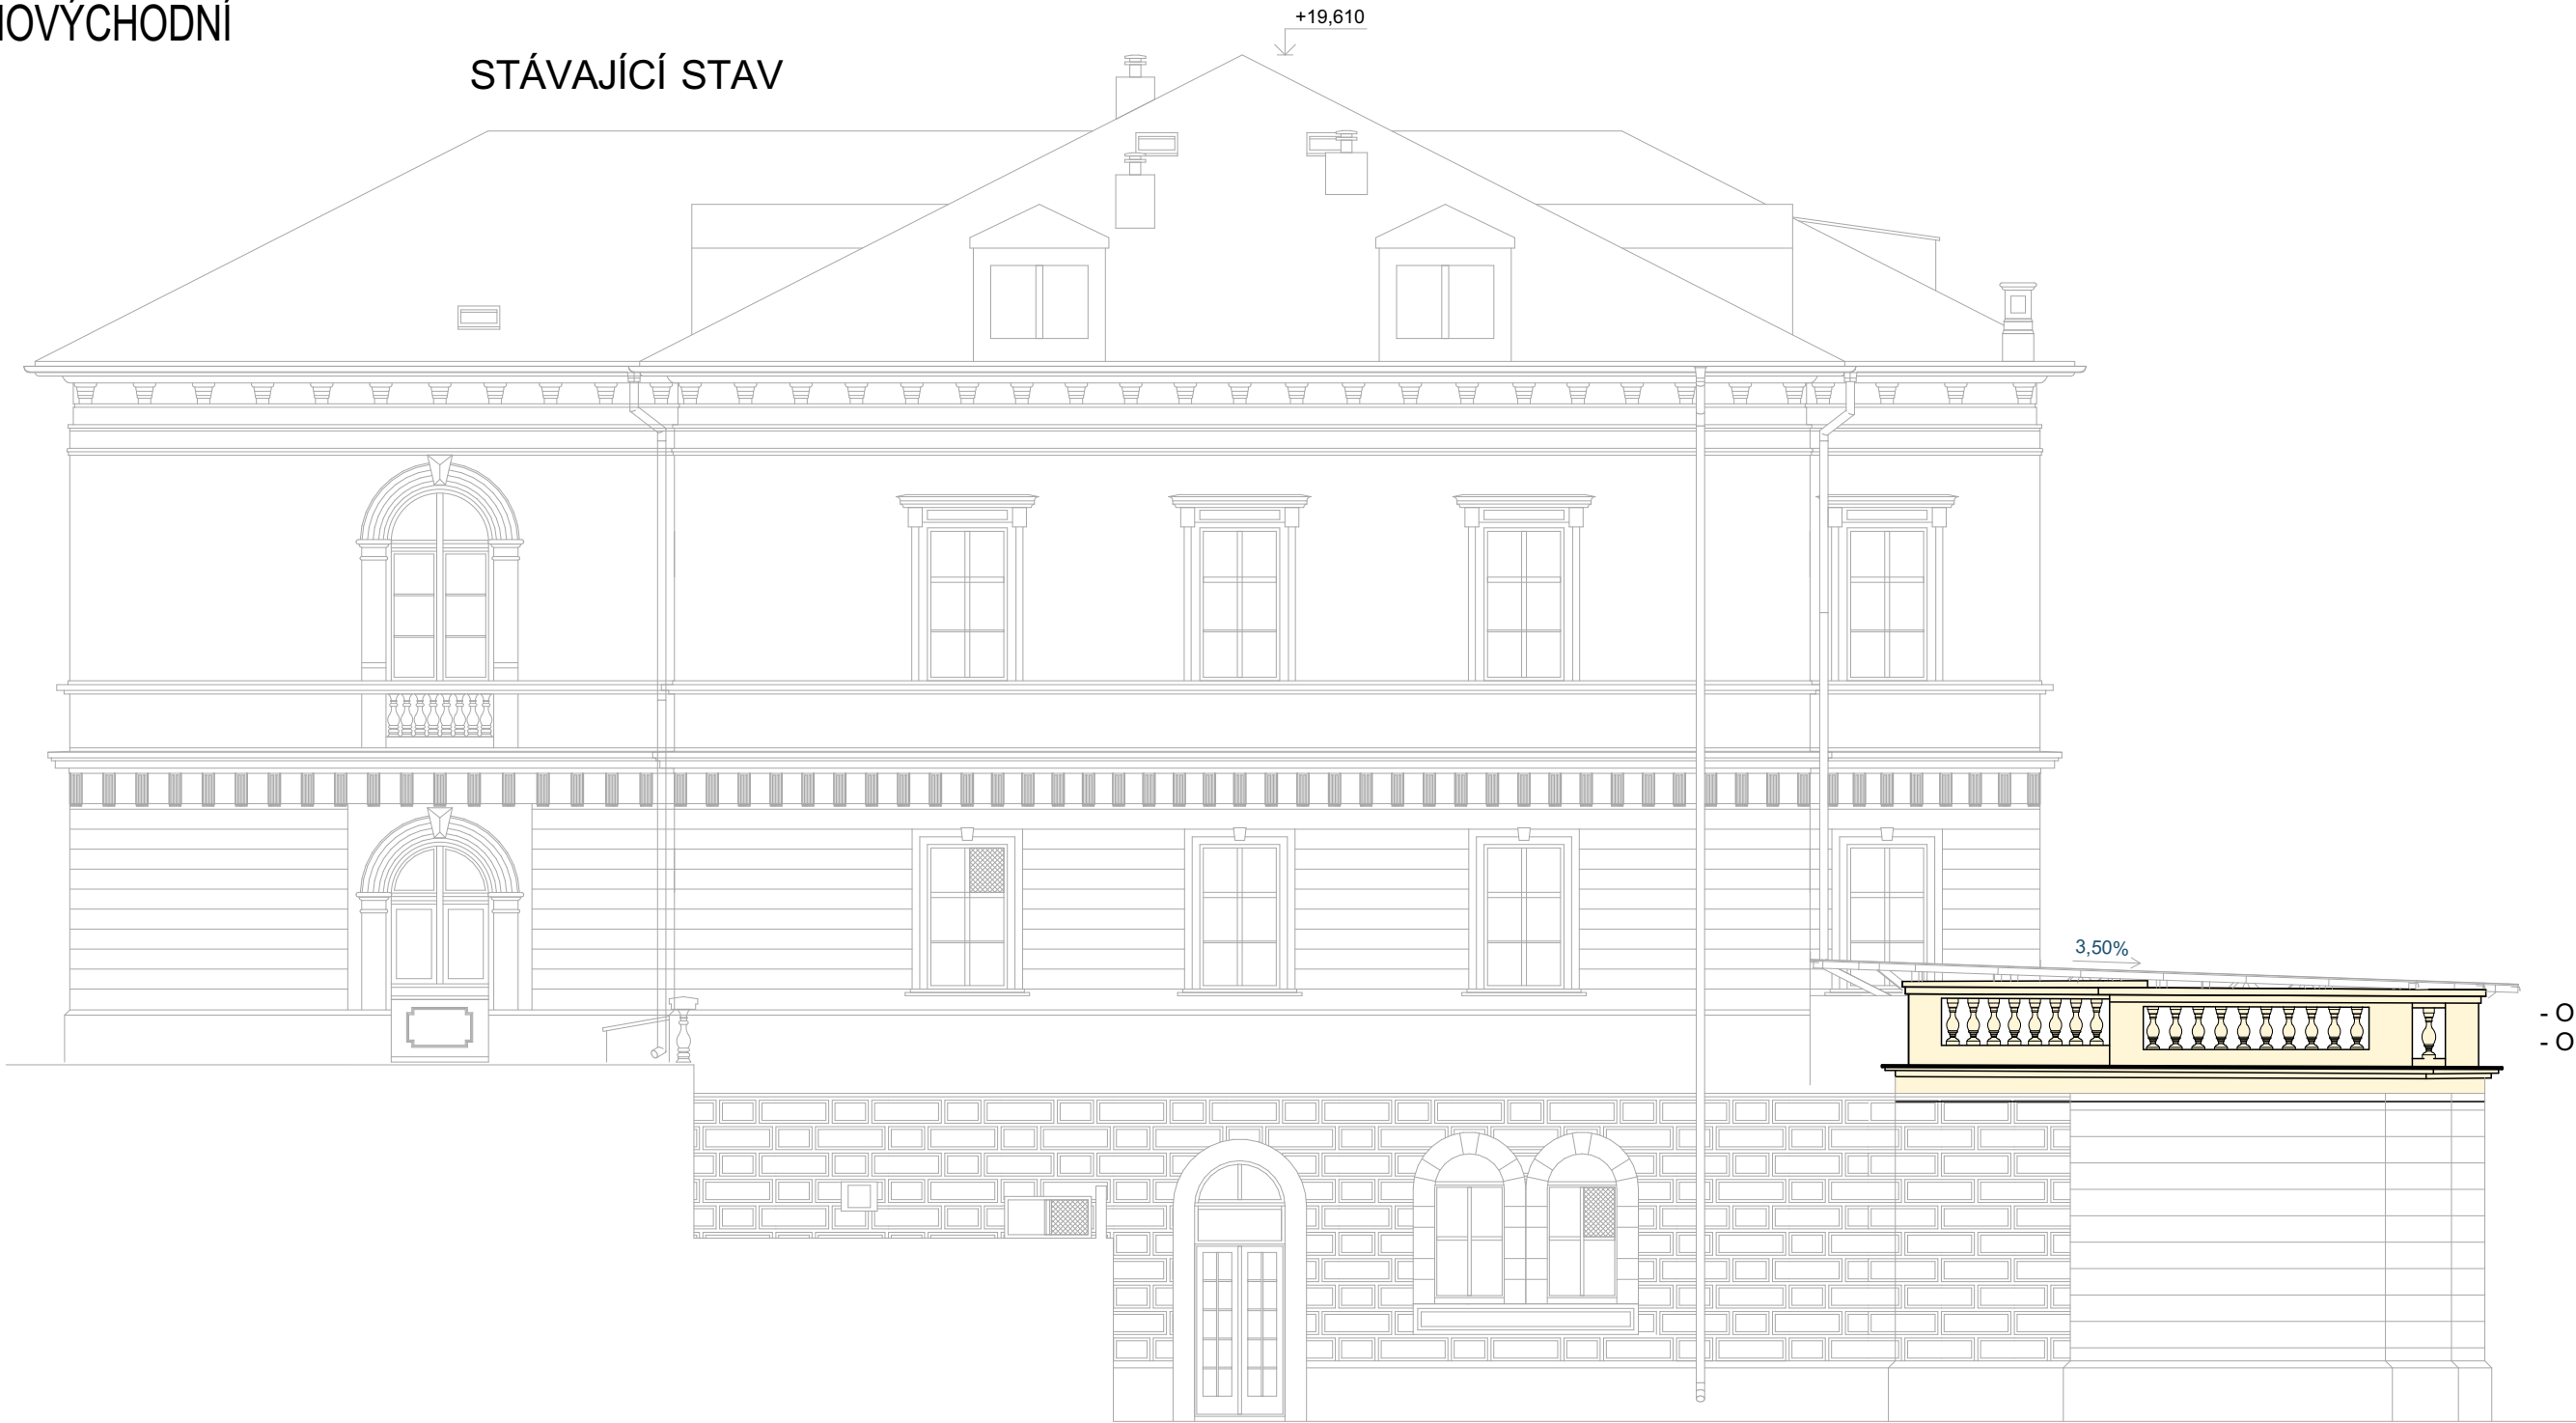 OVÝCHODNÍ
STÁVAJÍCÍ STAV
+19,610
3,50%
- O
- O